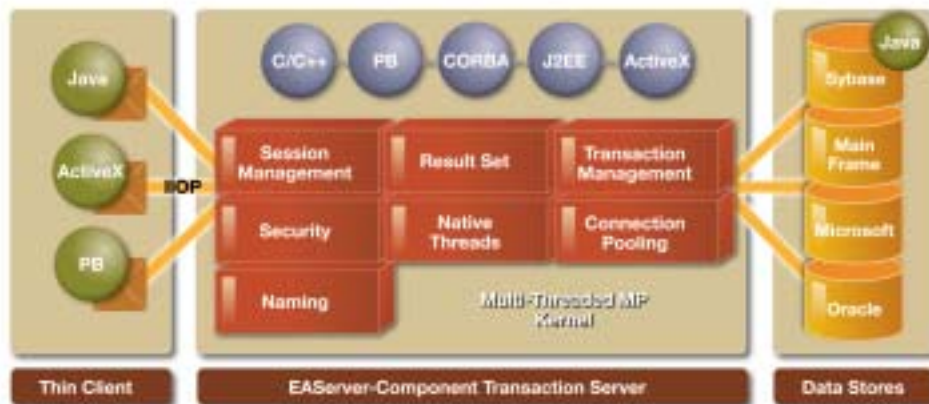 Java
ActiveX
PB
IIOP
C/C++
PB
CORBA
J2EE
ActiveX
Session
Management
Result Set
Transaction
Management
Security
Native
Threads
Connection
Pooling
Naming
Multi-Threaded MP
Kernel
Java
Sybase
Main
Frame
Microsoft
Oracle
Thin Client
EAServer-Component Transaction Server
Data Stores